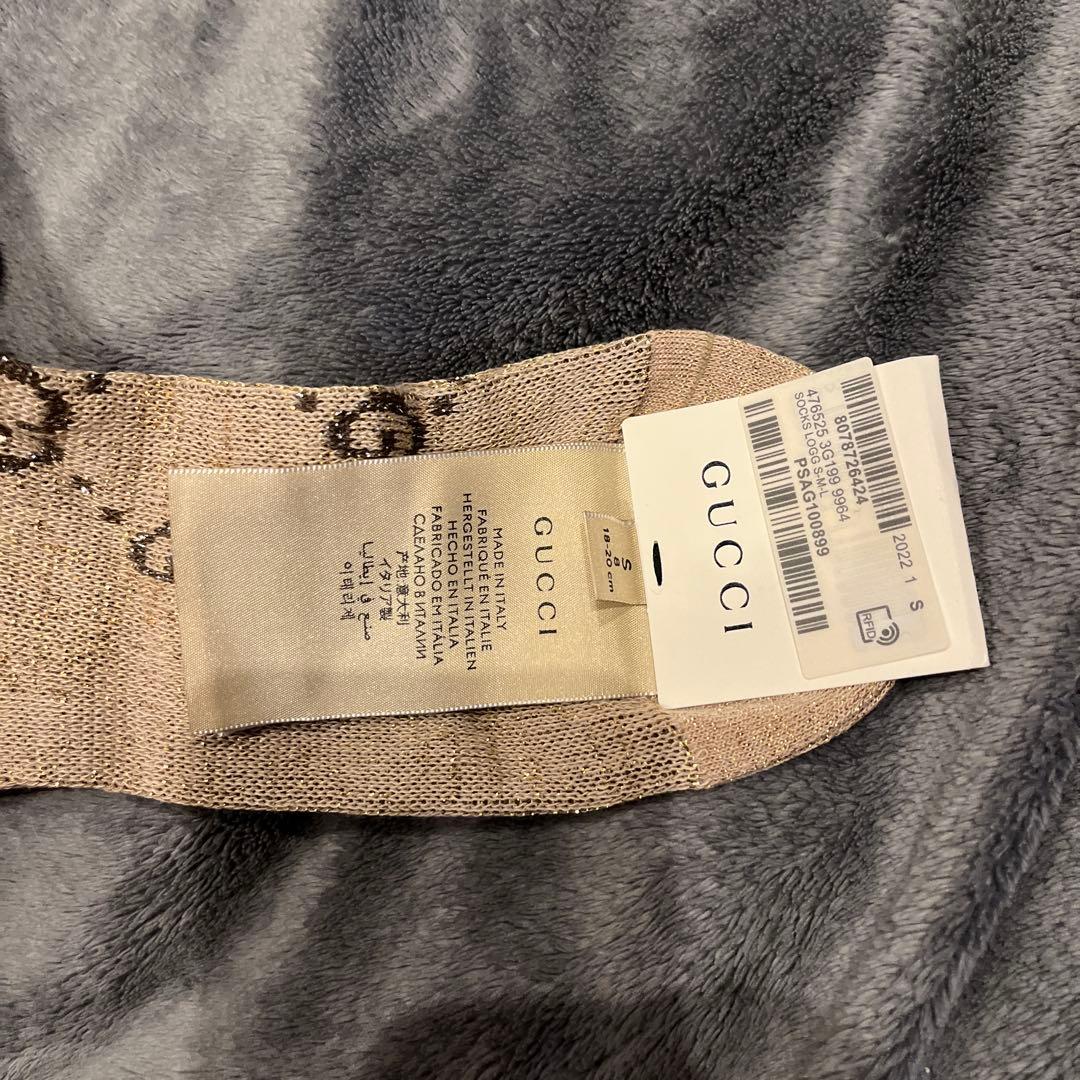 GUCCI
MADE IN ITALY
FABRIQUÉ EN ITALIE
HERGESTELLT IN ITALIEN
HECHO EN ITALIA
FABRICADO EM ITALIA
СДЕЛАНО В ИТАЛИИ
产地:意大利
イタリア製
صنع في إيطاليا
이태리제
S
8
18-20 cm
GUCCI
8078726424
476525 3G199 9964
SOCKS LOGG S-M-L
PSAG100899
2022 1 S
RFID
G
G